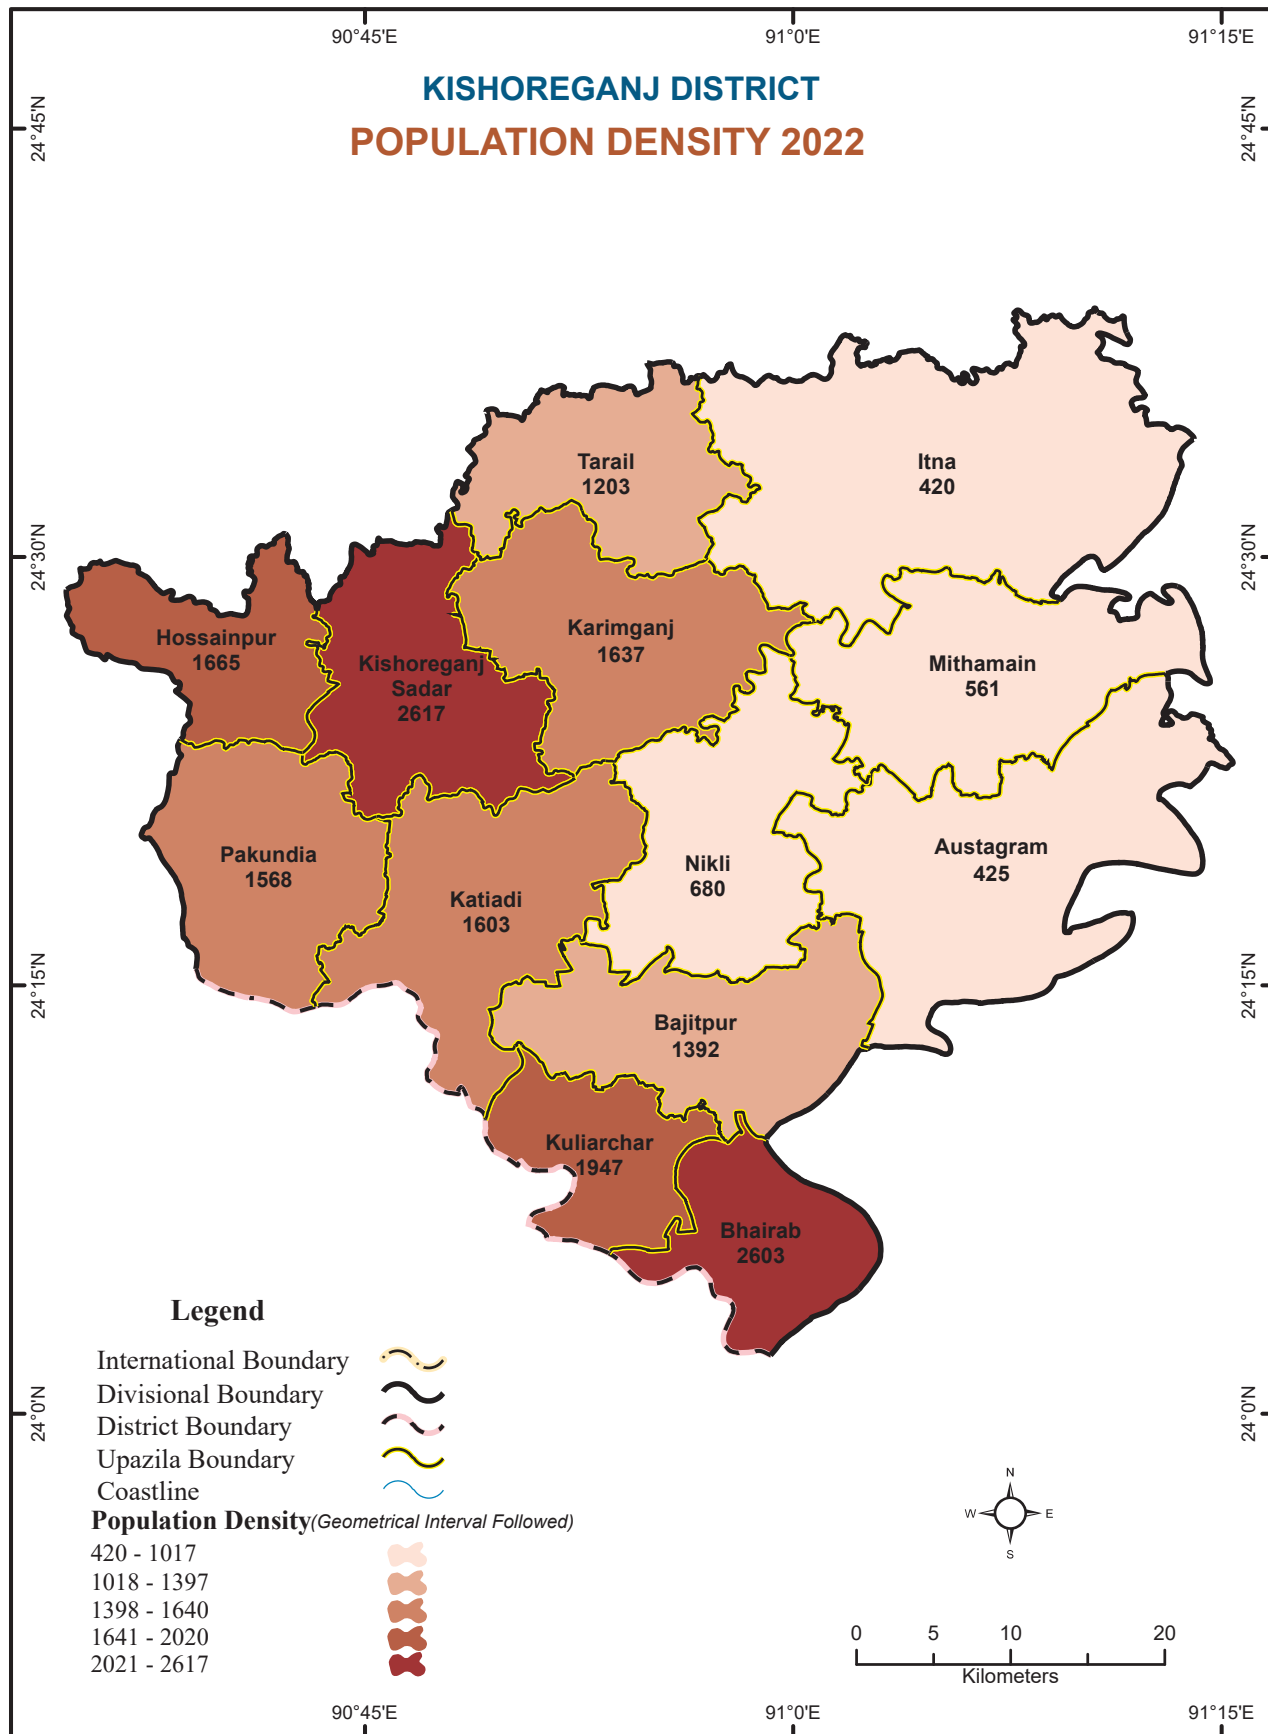 90°45'E
91°0'E
91°15'E
24°45'N
24°45'N
KISHOREGANJ DISTRICT
POPULATION DENSITY 2022
Tarail
1203
Itna
420
24°30'N
24°30'N
Hossainpur
1665
Kishoreganj
Sadar
2617
Karimganj
1637
Mithamain
561
Pakundia
1568
Katiadi
1603
Nikli
680
Austagram
425
24°15'N
24°15'N
Bajitpur
1392
Kuliarchar
1947
Bhairab
2603
Legend
International Boundary
Divisional Boundary
District Boundary
Upazila Boundary
Coastline
24°0'N
24°0'N
Population Density(Geometrical Interval Followed)
420 - 1017
1018 - 1397
1398 - 1640
1641 - 2020
2021 - 2617
N
W E
S
0 5 10 20
Kilometers
90°45'E
91°0'E
91°15'E